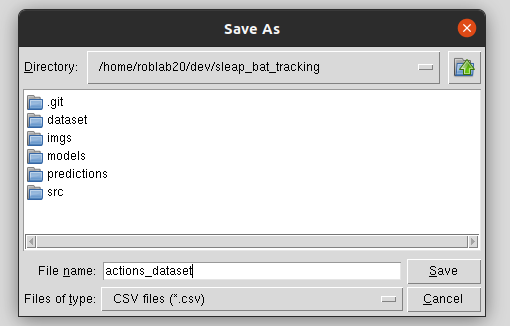 Save As
Directory: /home/roblab20/dev/sleap_bat_tracking
.git
dataset
imgs
models
predictions
src
File name: actions_dataset Save
Files of type: CSV files (*.csv) Cancel